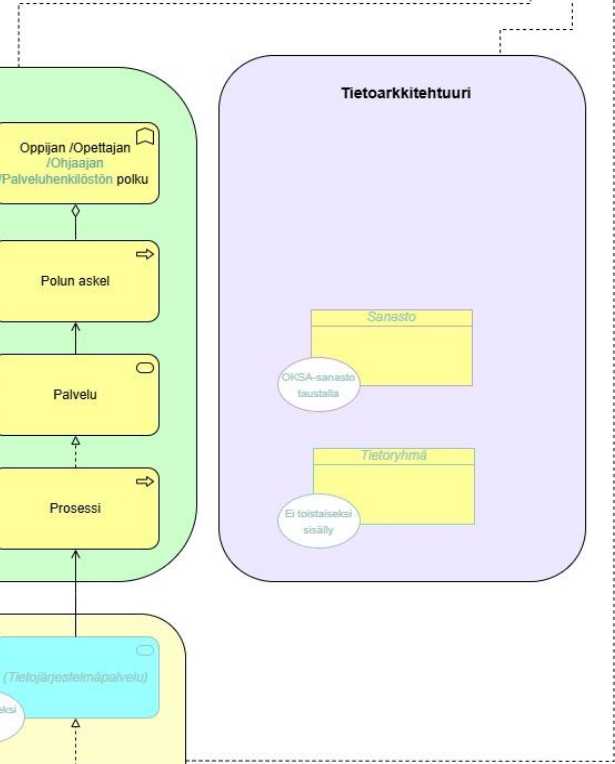 Tietoarkkitehtuuri
Oppijan /Opettajan
/Ohjaajan
/Palveluhenkilöstön polku
Polun askel
Palvelu
Prosessi
Sanasto
OKSA-sanasto
taustalla
Tietoryhmä
Ei toistaiseksi
sisälly
(Tietojärjestelmäpalvelu)